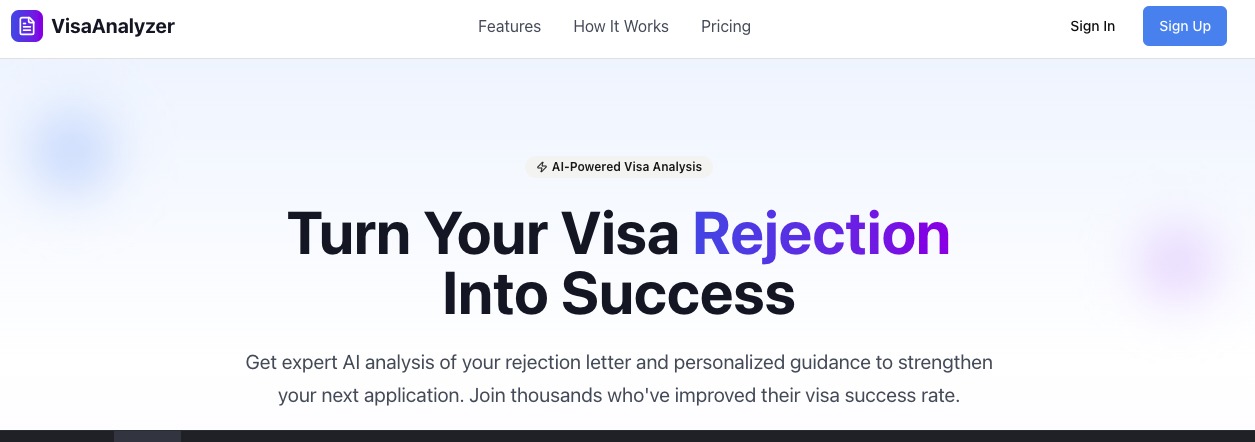 VisaAnalyzer
Features How It Works Pricing
Sign In Sign Up
AI-Powered Visa Analysis
Turn Your Visa Rejection
Into Success
Get expert AI analysis of your rejection letter and personalized guidance to strengthen
your next application. Join thousands who've improved their visa success rate.